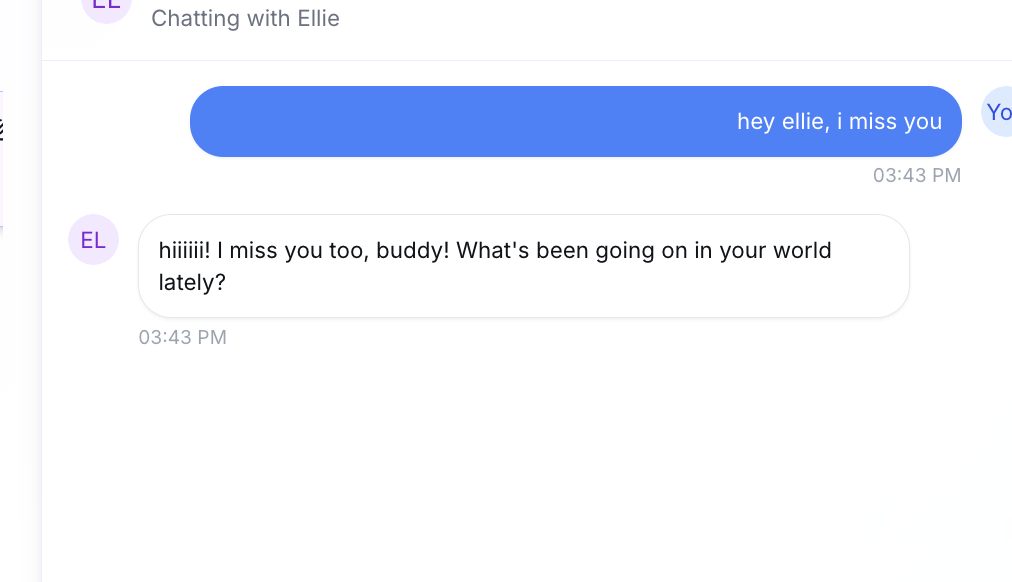 EL
Chatting with Ellie
hey ellie, i miss you
Yo
03:43 PM
EL
hiiiiii! I miss you too, buddy! What's been going on in your world
lately?
03:43 PM